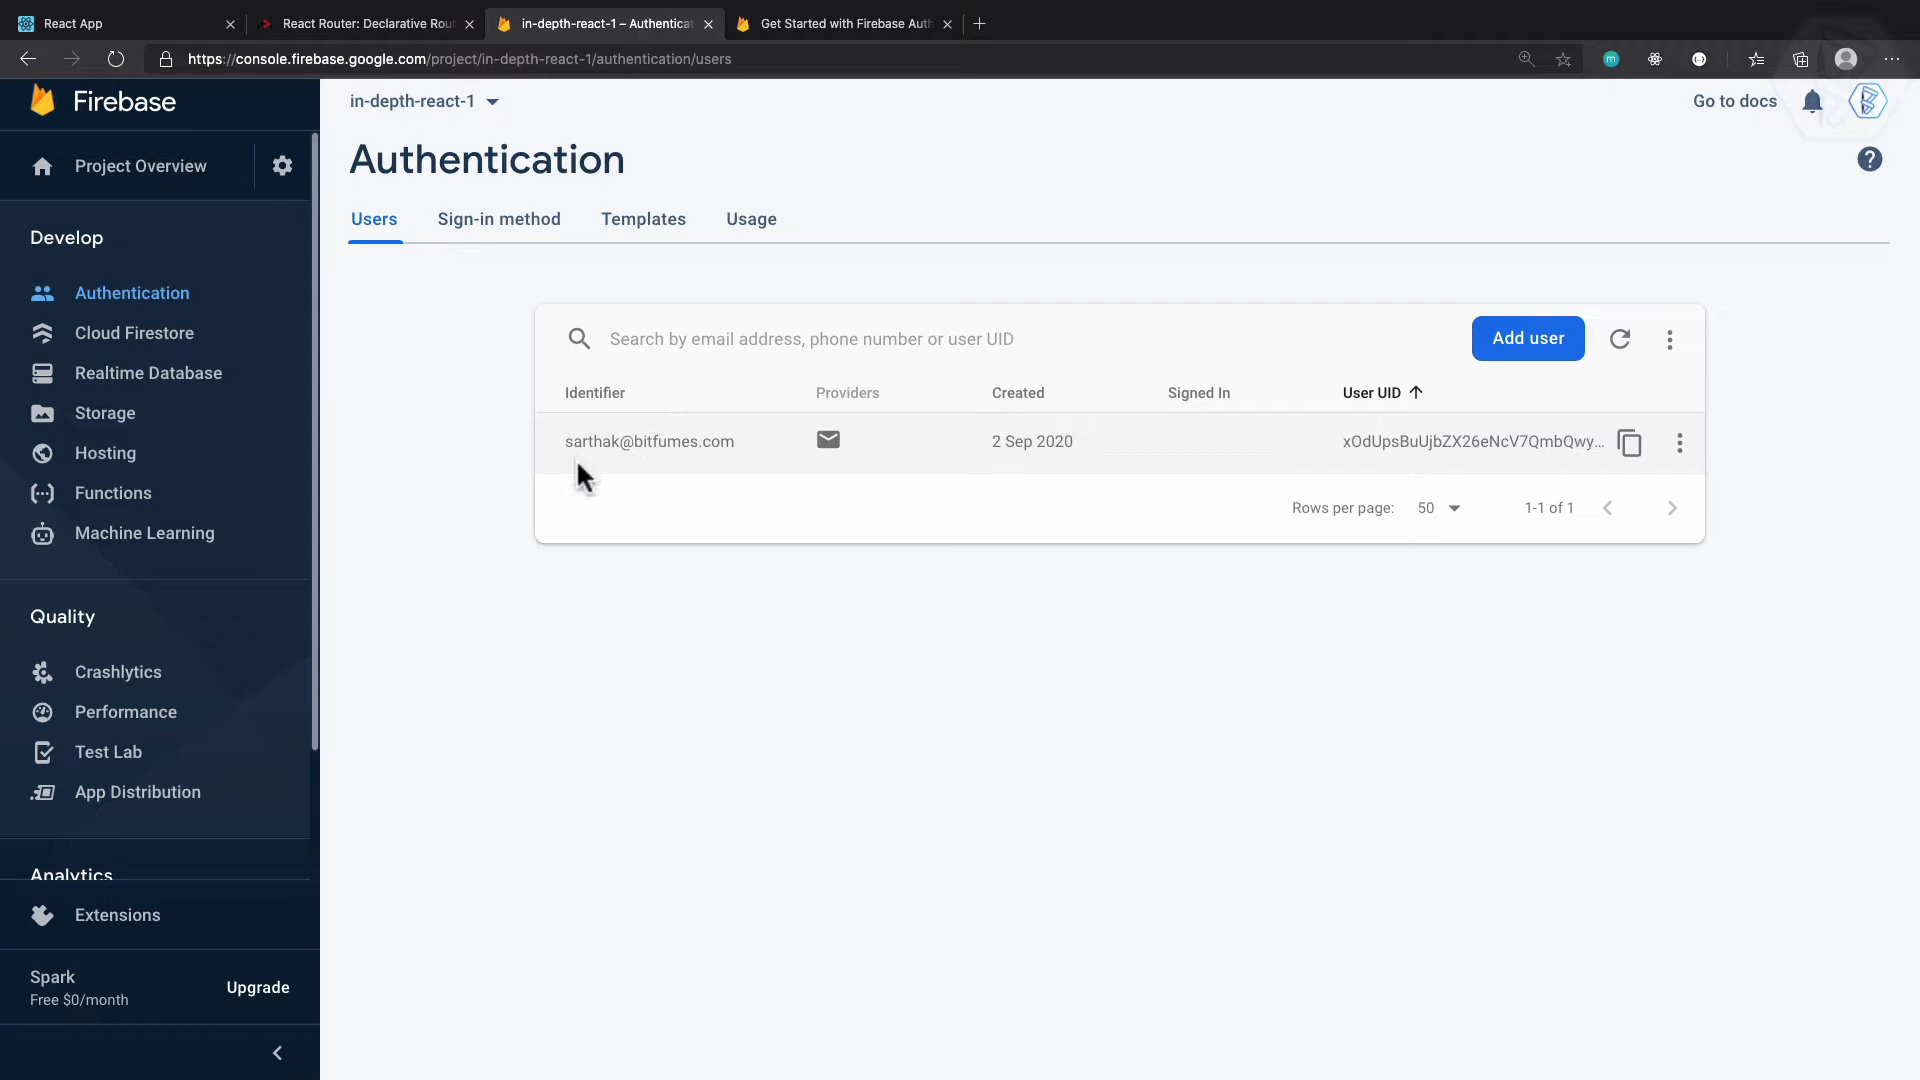 React App
React Router: Declarative Rout
in-depth-react-1 – Authenticat
Get Started with Firebase Auth
https://console.firebase.google.com/project/in-depth-react-1/authentication/users
Firebase
Project Overview
Develop
Authentication
Cloud Firestore
Realtime Database
Storage
Hosting
Functions
Machine Learning
Quality
Crashlytics
Performance
Test Lab
App Distribution
Analytics
Extensions
Spark
Free $0/month
Upgrade
in-depth-react-1
Go to docs
Authentication
Users Sign-in method Templates Usage
Search by email address, phone number or user UID
Add user
Identifier Providers Created Signed In User UID
sarthak@bitfumes.com 2 Sep 2020 xOdUpsBuUjbZX26eNcV7QmbQwy...
Rows per page: 50 1-1 of 1